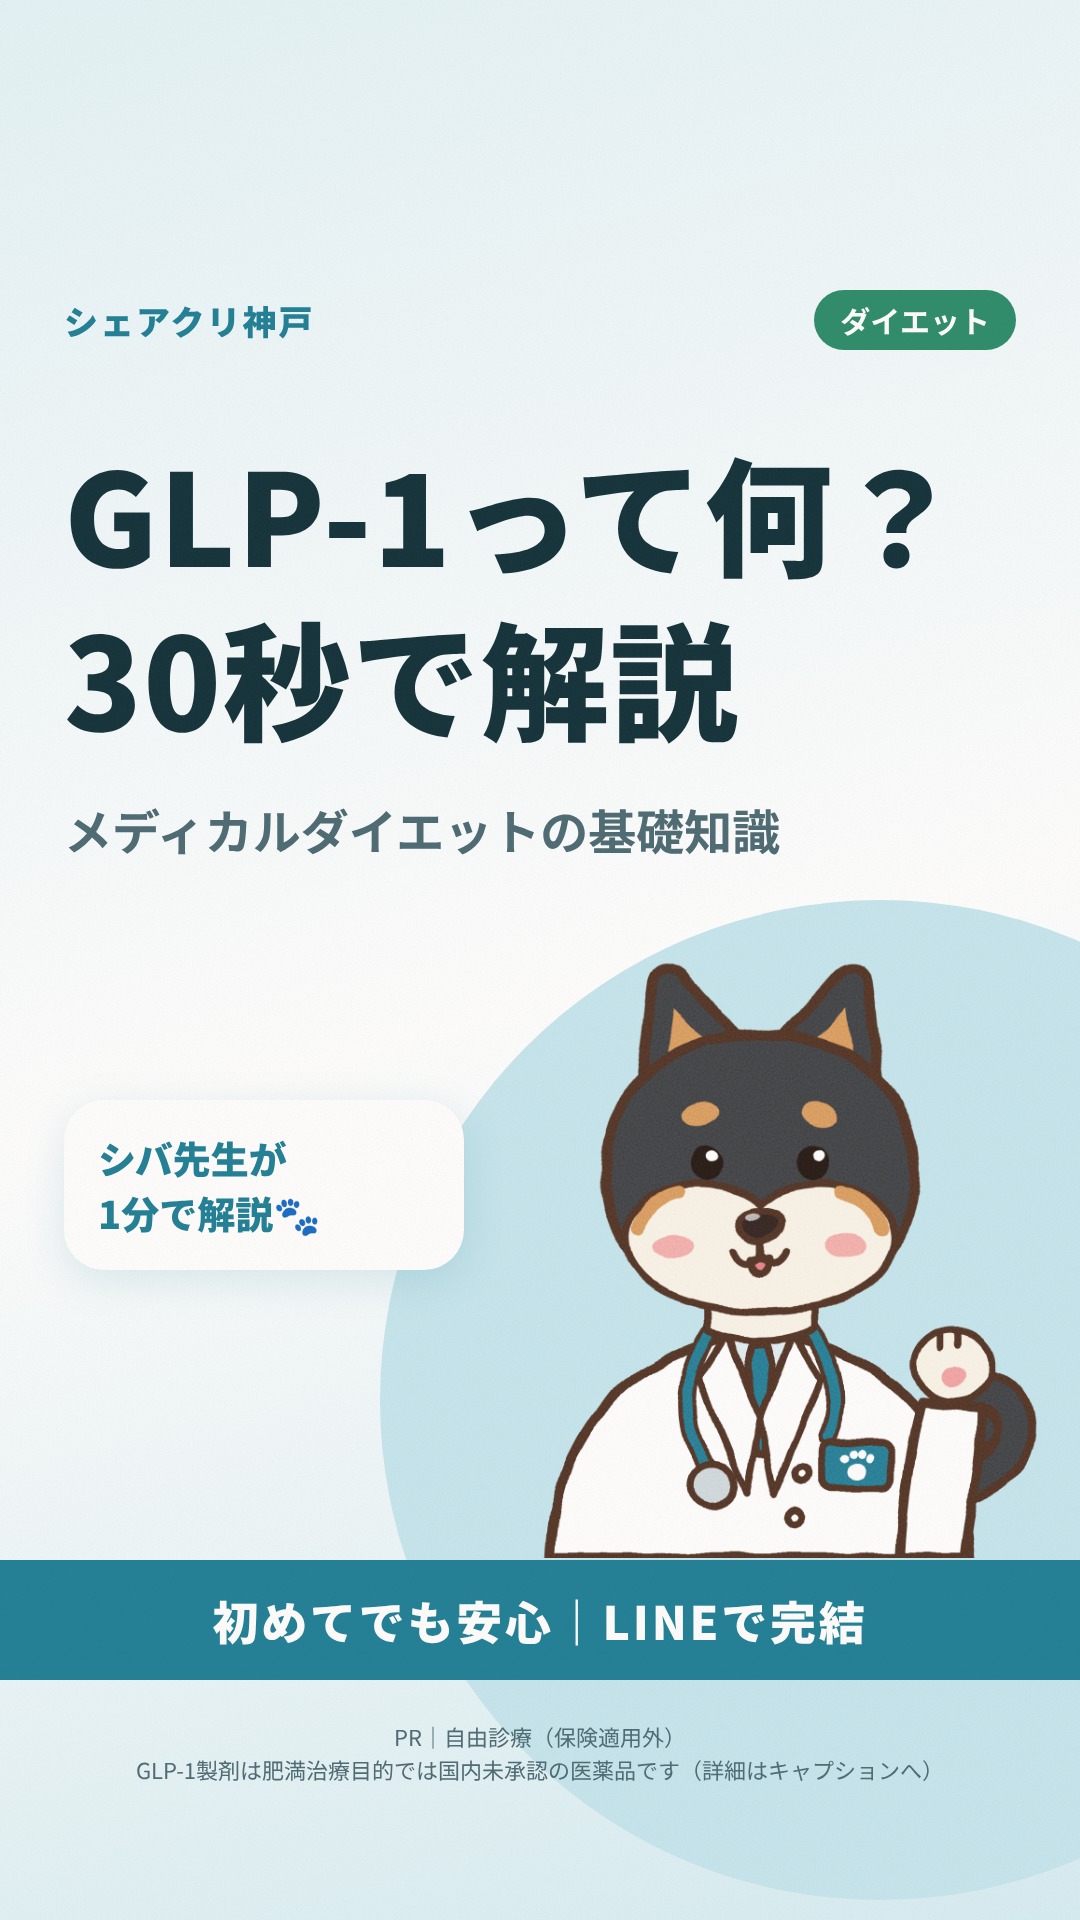 シェアクリ神戸
ダイエット
GLP-1って何？
30秒で解説
メディカルダイエットの基礎知識
シバ先生が
1分で解説🐾
初めてでも安心｜LINEで完結
PR｜自由診療（保険適用外）
GLP-1製剤は肥満治療目的では国内未承認の医薬品です（詳細はキャプションへ）